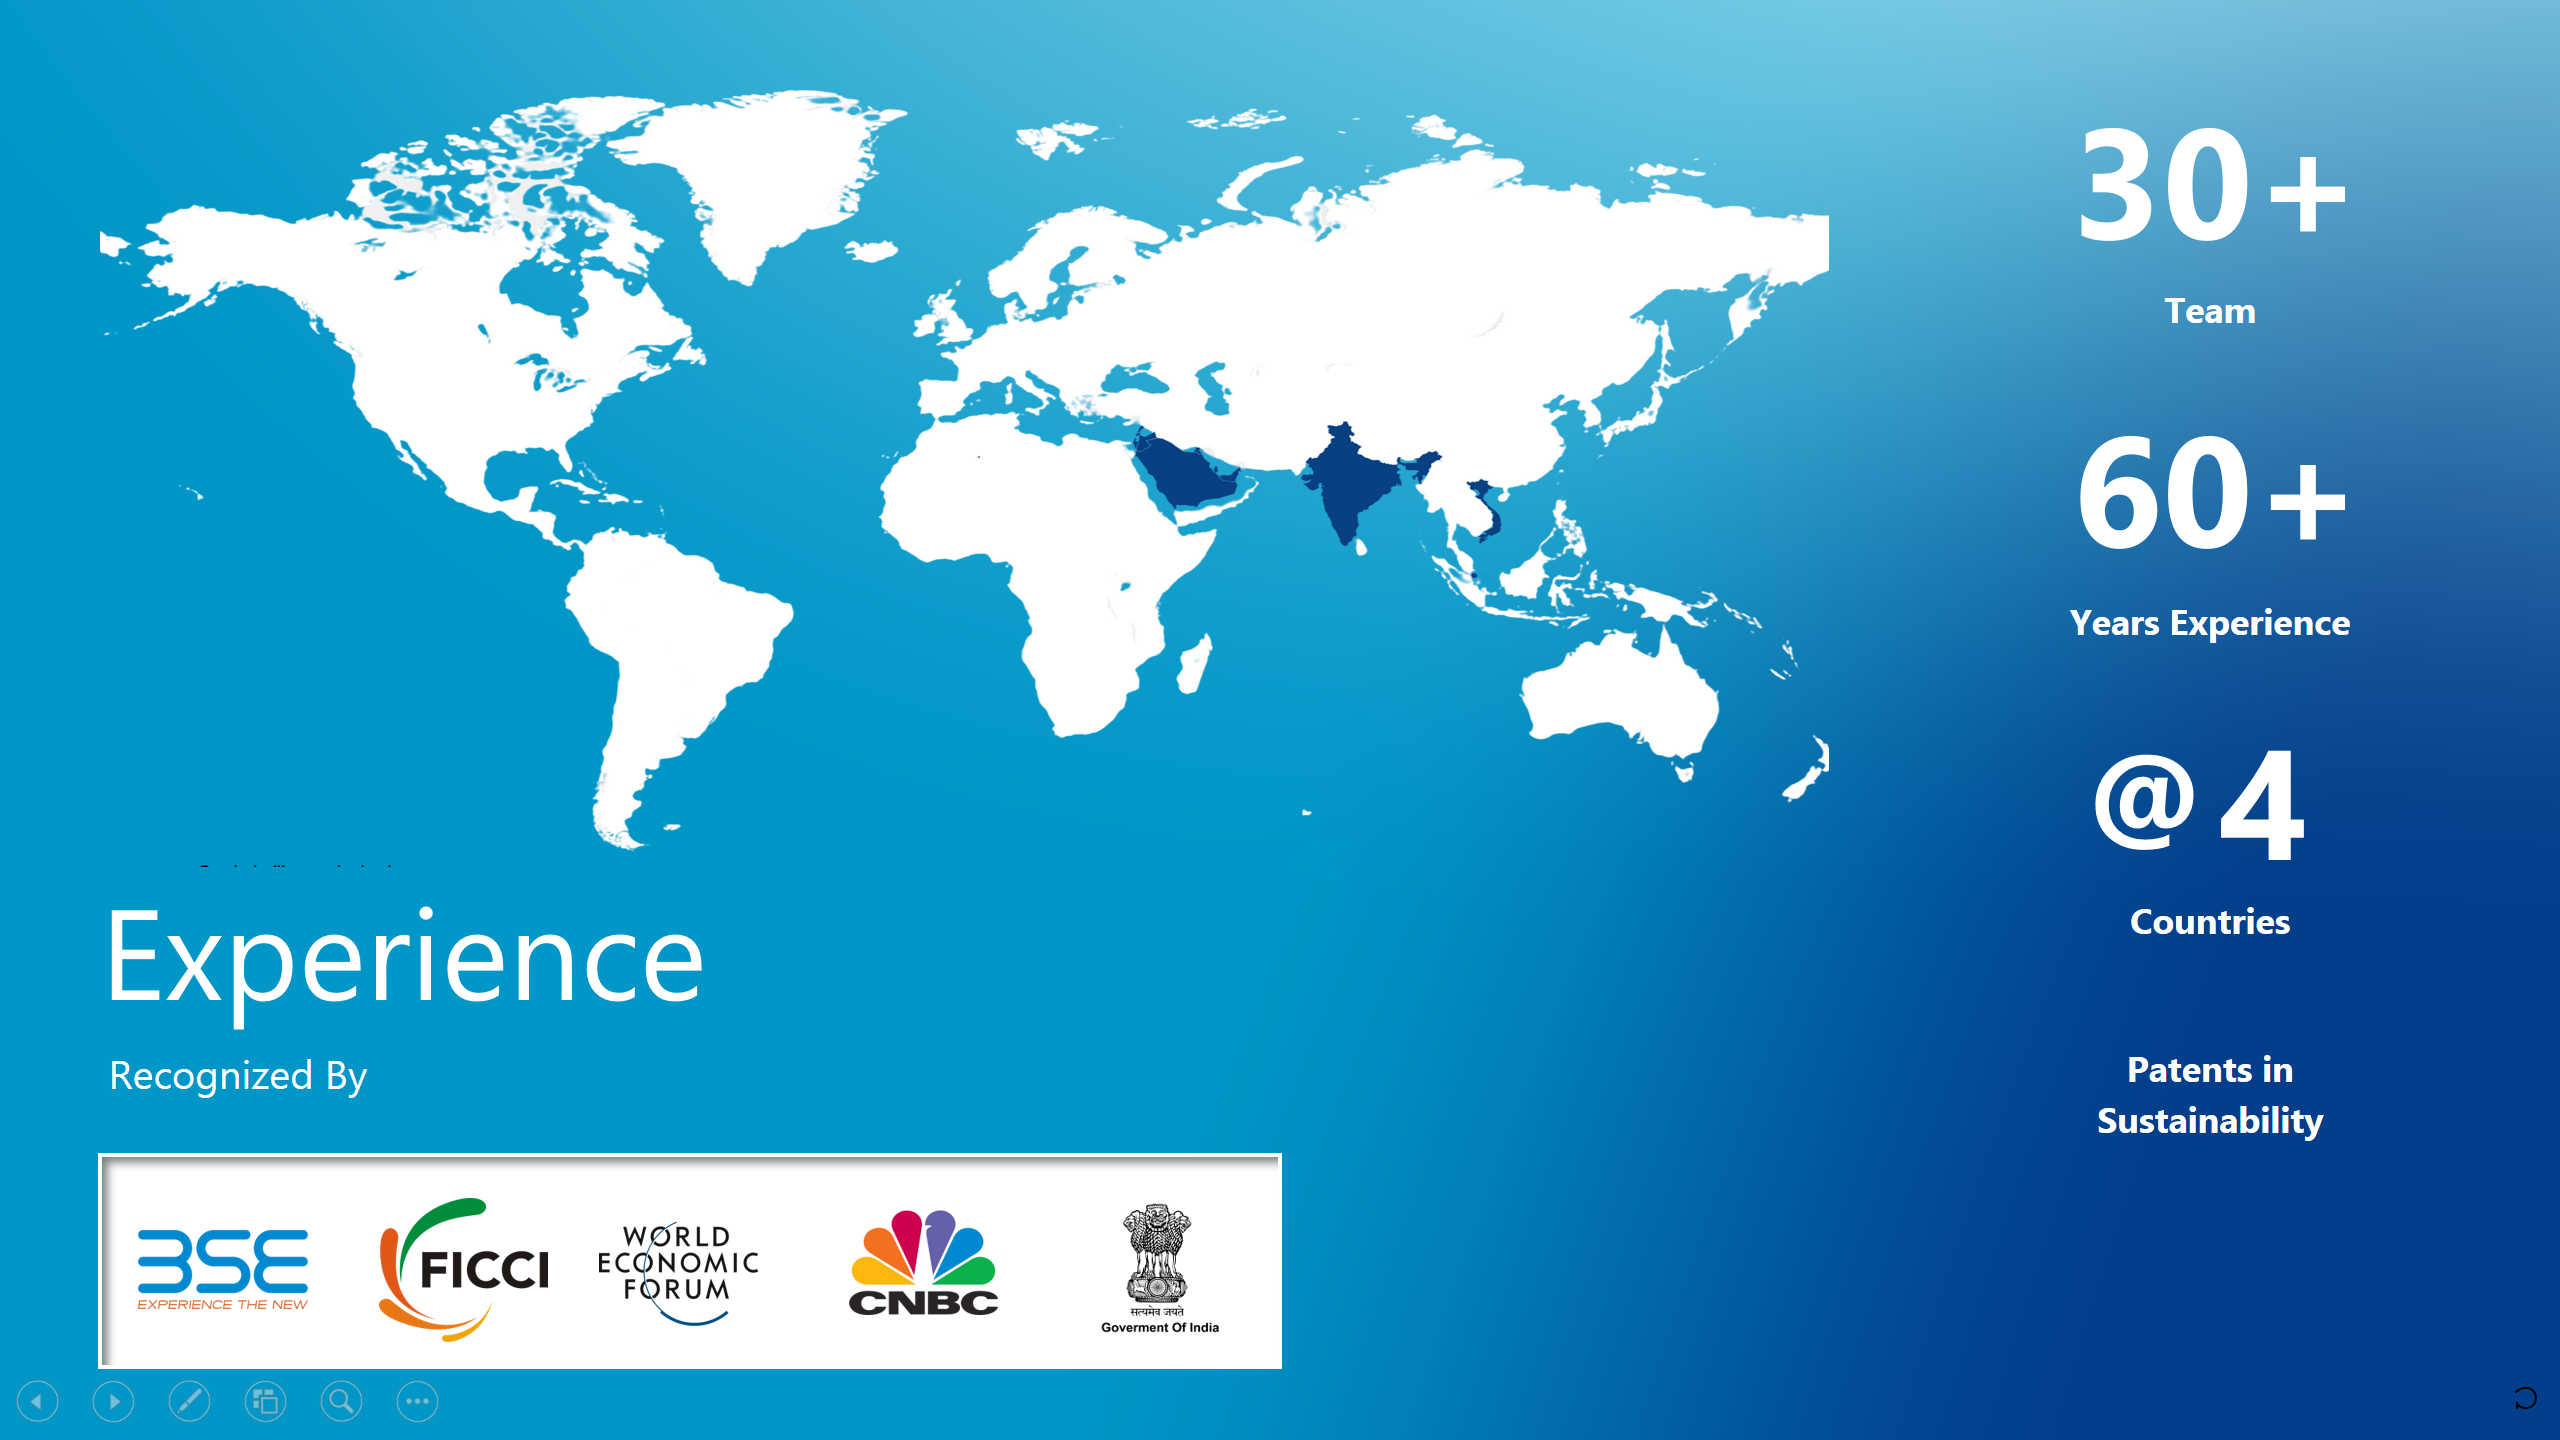 30+
Team
60+
Years Experience
@ 4
Countries
Patents in
Sustainability
Experience
Recognized By
BSE
EXPERIENCE THE NEW
FICCI
WORLD
ECONOMIC
FORUM
CNBC
सत्यमेव जयते
Goverment Of India